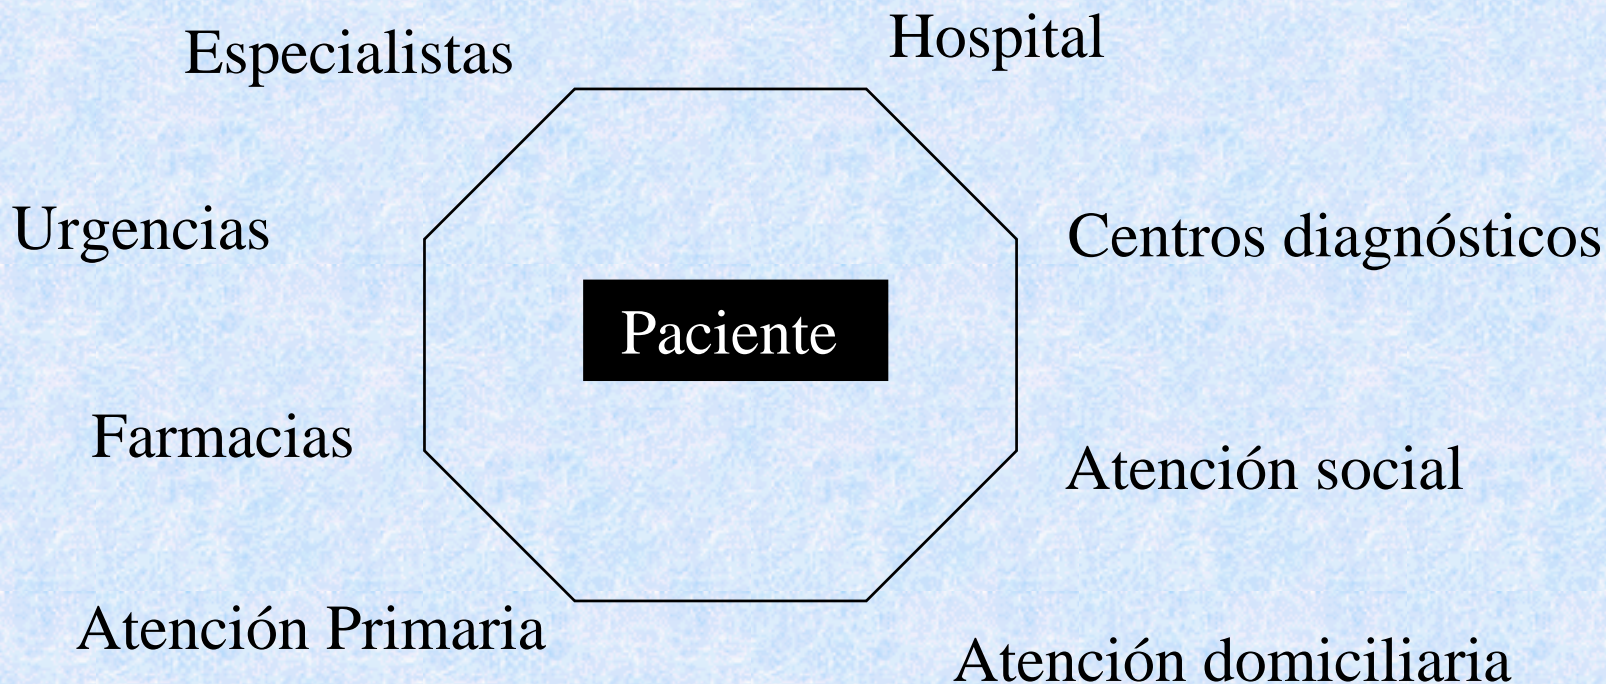 Especialistas
Hospital
Urgencias
Centros diagnósticos
Paciente
Farmacias
Atención social
Atención Primaria
Atención domiciliaria